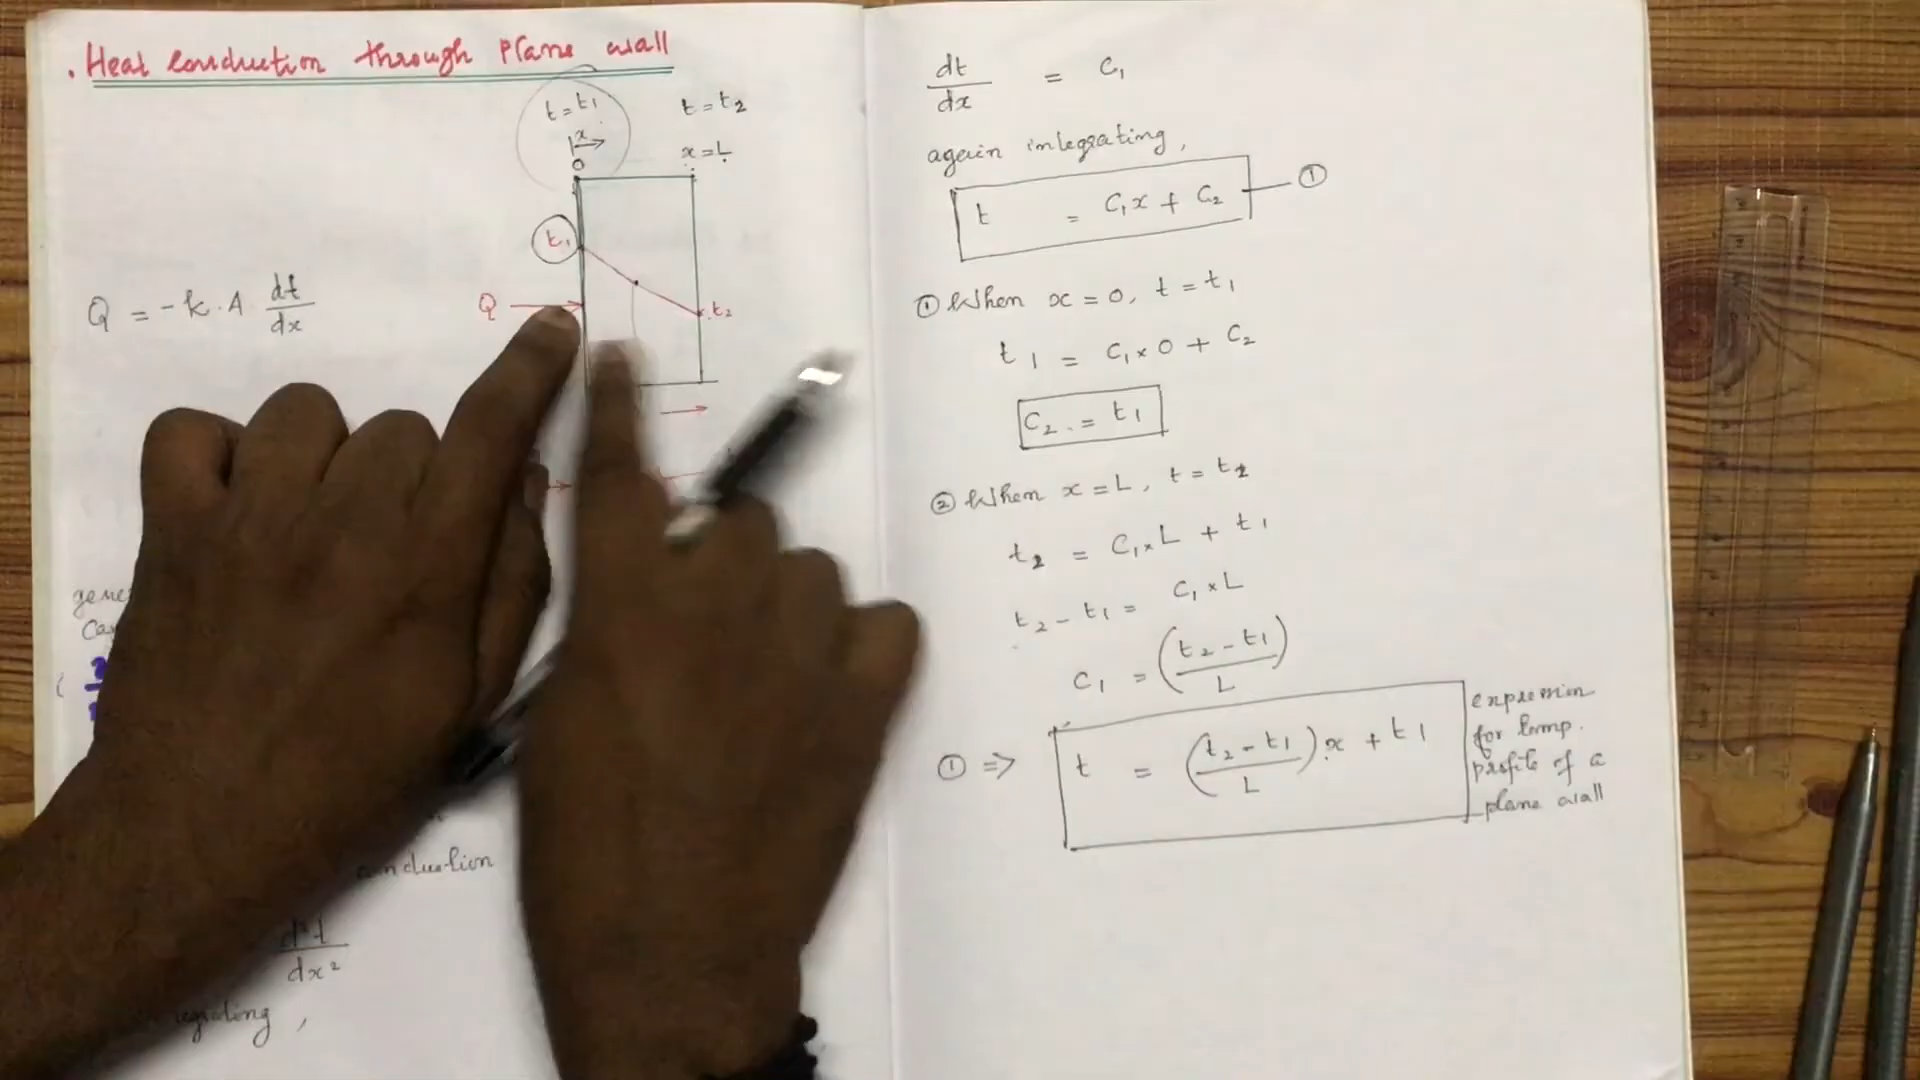 . Heat conduction through Plane wall
t = t1 t = t2
x
0 x = L
t1
Q = -k . A . dt/dx
Q
t2
conduction
d²t
dx²
dt/dx = C1
again integrating,
t = C1x + C2 ①
① When x = 0, t = t1
t1 = C1 × 0 + C2
C2 . = t1
② When x = L, t = t2
t2 = C1 × L + t1
t2 - t1 = C1 × L
C1 = (t2 - t1 / L)
① => t = (t2 - t1 / L) x + t1
expression
for temp.
profile of a
plane wall